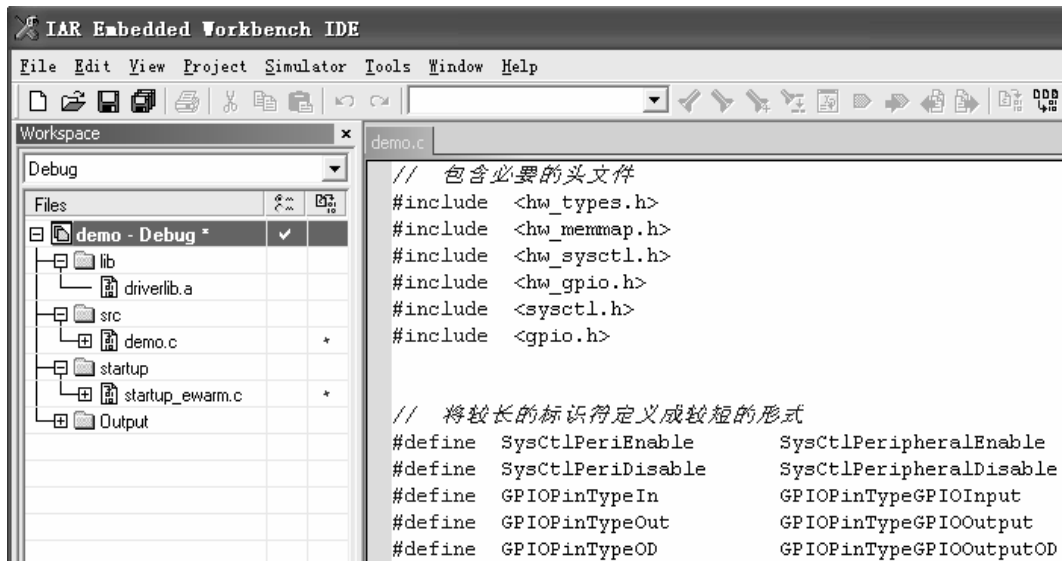 IAR Embedded Workbench IDE
File Edit View Project Simulator Tools Window Help
Workspace
Debug
Files
demo - Debug *
lib
driverlib.a
src
demo.c *
startup
startup_ewarm.c *
Output
demo.c
// 包含必要的头文件
#include <hw_types.h>
#include <hw_memmap.h>
#include <hw_sysctl.h>
#include <hw_gpio.h>
#include <sysctl.h>
#include <gpio.h>
// 将较长的标识符定义成较短的形式
#define SysCtlPeriEnable SysCtlPeripheralEnable
#define SysCtlPeriDisable SysCtlPeripheralDisable
#define GPIOPinTypeIn GPIOPinTypeGPIOInput
#define GPIOPinTypeOut GPIOPinTypeGPIOOutput
#define GPIOPinTypeOD GPIOPinTypeGPIOOutputOD